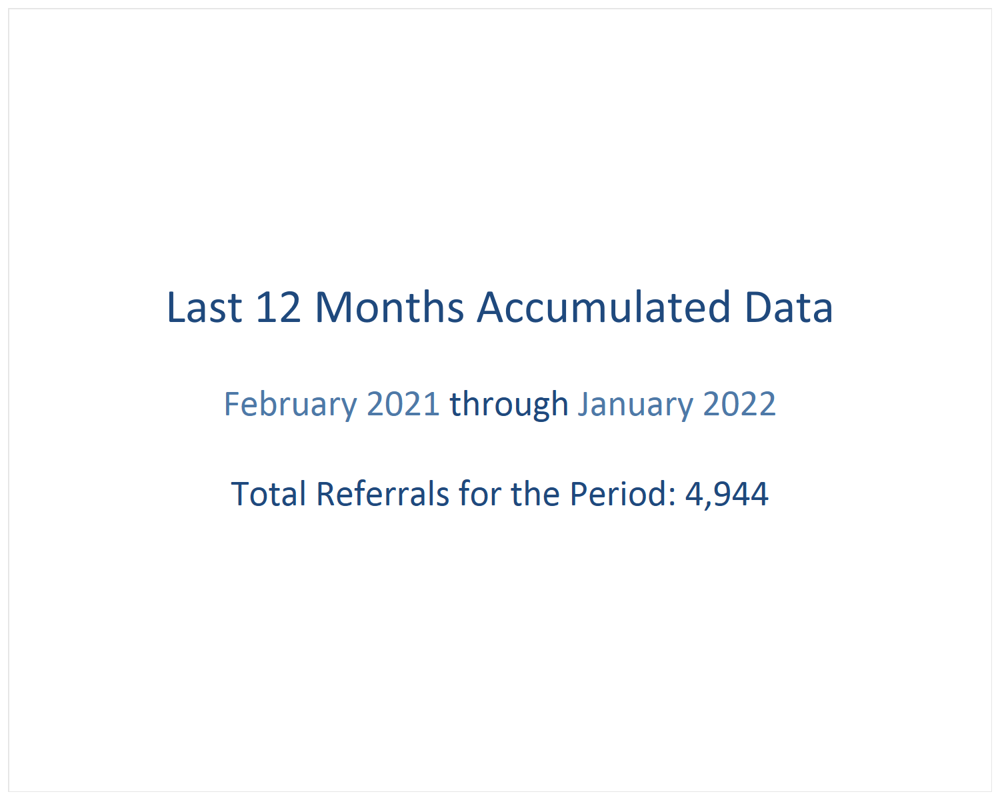 Last 12 Months Accumulated Data
February 2021 through January 2022
Total Referrals for the Period: 4,944